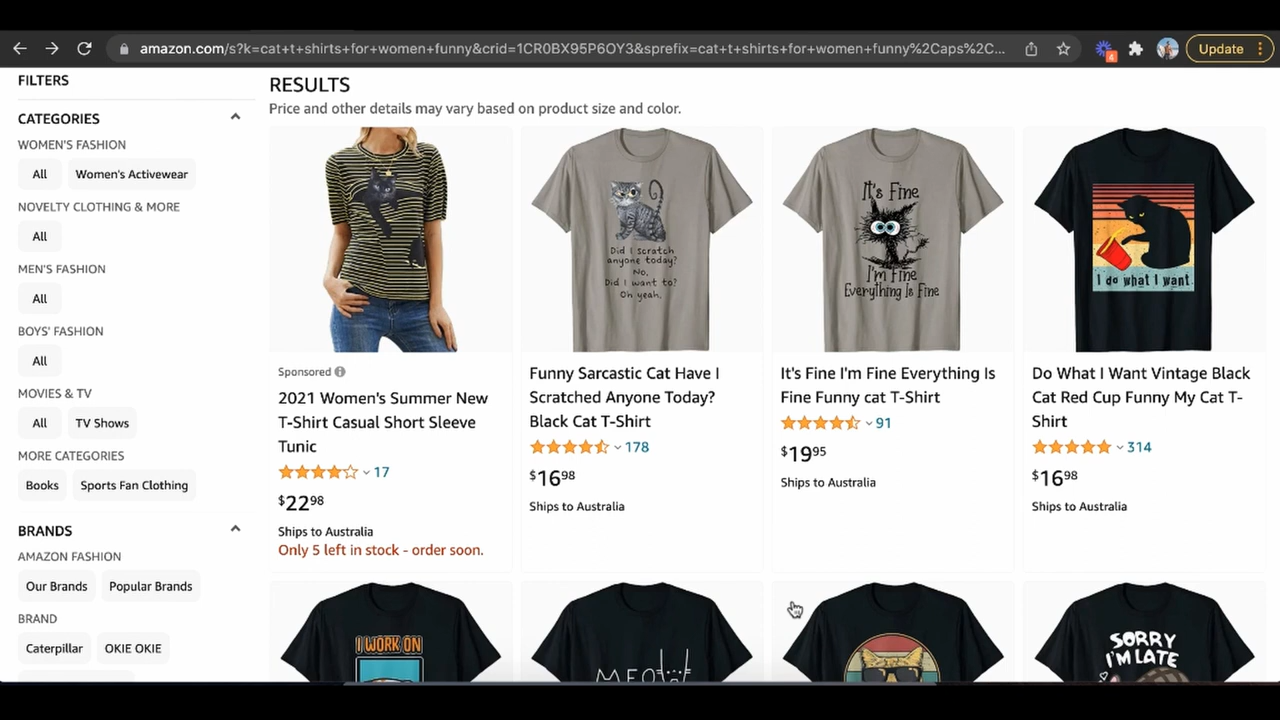 amazon.com/s?k=cat+t+shirts+for+women+funny&crid=1CR0BX95P6OY3&sprefix=cat+t+shirts+for+women+funny%2Caps%2C...
4
Update
FILTERS
CATEGORIES
WOMEN'S FASHION
All
Women's Activewear
NOVELTY CLOTHING & MORE
All
MEN'S FASHION
All
BOYS' FASHION
All
MOVIES & TV
All
TV Shows
MORE CATEGORIES
Books
Sports Fan Clothing
BRANDS
AMAZON FASHION
Our Brands
Popular Brands
BRAND
Caterpillar
OKIE OKIE
RESULTS
Price and other details may vary based on product size and color.
Sponsored
2021 Women's Summer New
T-Shirt Casual Short Sleeve
Tunic
17
$22 98
Ships to Australia
Only 5 left in stock - order soon.
Did I scratch
anyone today?
No,
Did I want to?
Oh yeah,
Funny Sarcastic Cat Have I
Scratched Anyone Today?
Black Cat T-Shirt
178
$16 98
Ships to Australia
It's Fine
I'm Fine
Everything Is Fine
It's Fine I'm Fine Everything Is
Fine Funny cat T-Shirt
91
$19 95
Ships to Australia
I do what I want
Do What I Want Vintage Black
Cat Red Cup Funny My Cat T-
Shirt
314
$16 98
Ships to Australia
I WORK ON
SORRY
I'M LATE